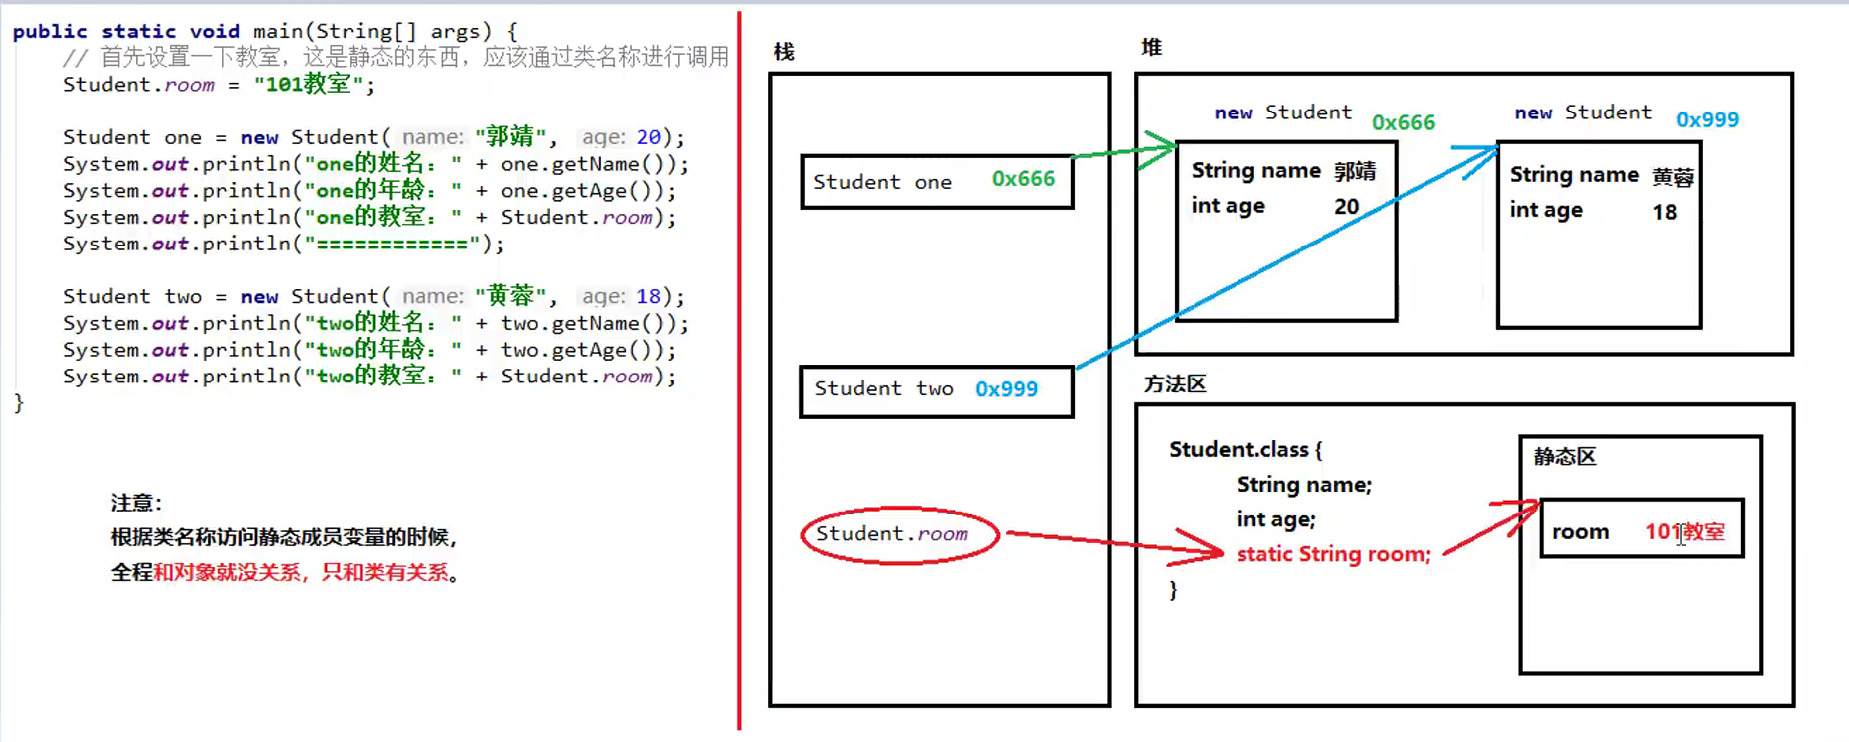 public static void main(String[] args) {
// 首先设置一下教室，这是静态的东西，应该通过类名称进行调用
Student.room = "101教室";
Student one = new Student( name: "郭靖", age: 20);
System.out.println("one的姓名：" + one.getName());
System.out.println("one的年龄：" + one.getAge());
System.out.println("one的教室：" + Student.room);
System.out.println("============");
Student two = new Student( name: "黄蓉", age: 18);
System.out.println("two的姓名：" + two.getName());
System.out.println("two的年龄：" + two.getAge());
System.out.println("two的教室：" + Student.room);
}
注意：
根据类名称访问静态成员变量的时候，
全程和对象就没关系，只和类有关系。
栈
Student one 0x666
Student two 0x999
Student.room
堆
new Student 0x666
String name 郭靖
int age 20
new Student 0x999
String name 黄蓉
int age 18
方法区
Student.class {
String name;
int age;
static String room;
}
静态区
room 101教室